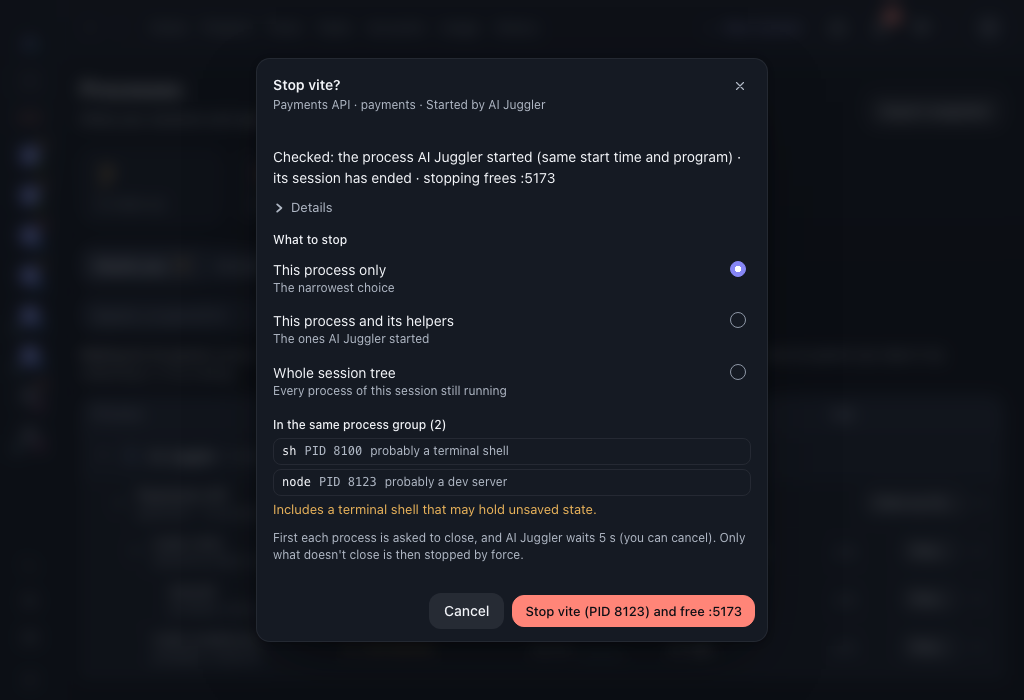 Stop vite?
Payments API · payments · Started by AI Juggler
Checked: the process AI Juggler started (same start time and program) ·
its session has ended · stopping frees :5173
Details
What to stop
This process only
The narrowest choice
This process and its helpers
The ones AI Juggler started
Whole session tree
Every process of this session still running
In the same process group (2)
sh PID 8100 probably a terminal shell
node PID 8123 probably a dev server
Includes a terminal shell that may hold unsaved state.
First each process is asked to close, and AI Juggler waits 5 s (you can cancel). Only
what doesn't close is then stopped by force.
Cancel
Stop vite (PID 8123) and free :5173